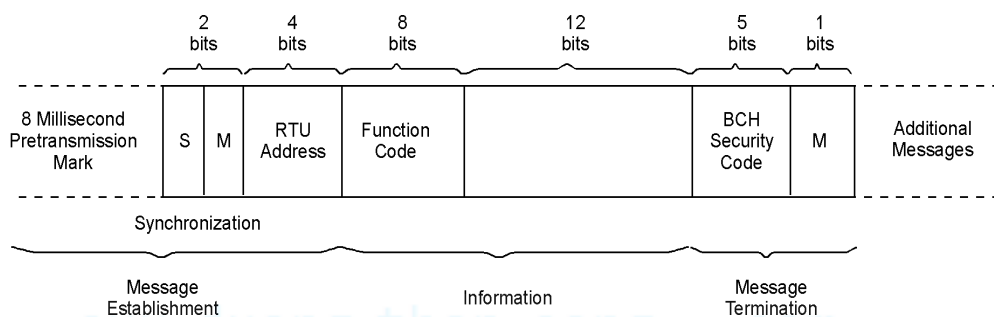 2
bits
4
bits
8
bits
12
bits
5
bits
1
bits
8 Millisecond
Pretransmission
Mark
S
M
RTU
Address
Function
Code
BCH
Security
Code
M
Additional
Messages
Synchronization
Message
Establishment
Information
Message
Termination